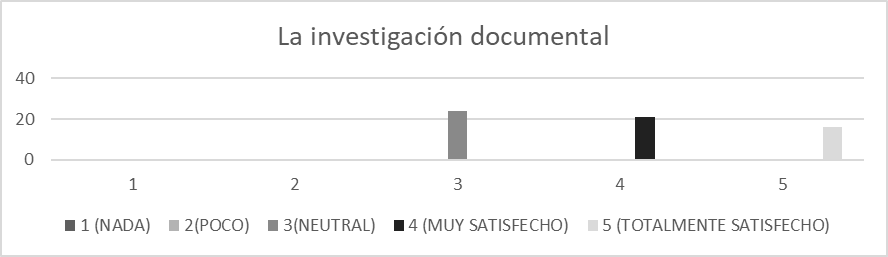 La investigación documental
40
20
0
1 2 3 4 5
1 (NADA) 2(POCO) 3(NEUTRAL) 4 (MUY SATISFECHO) 5 (TOTALMENTE SATISFECHO)